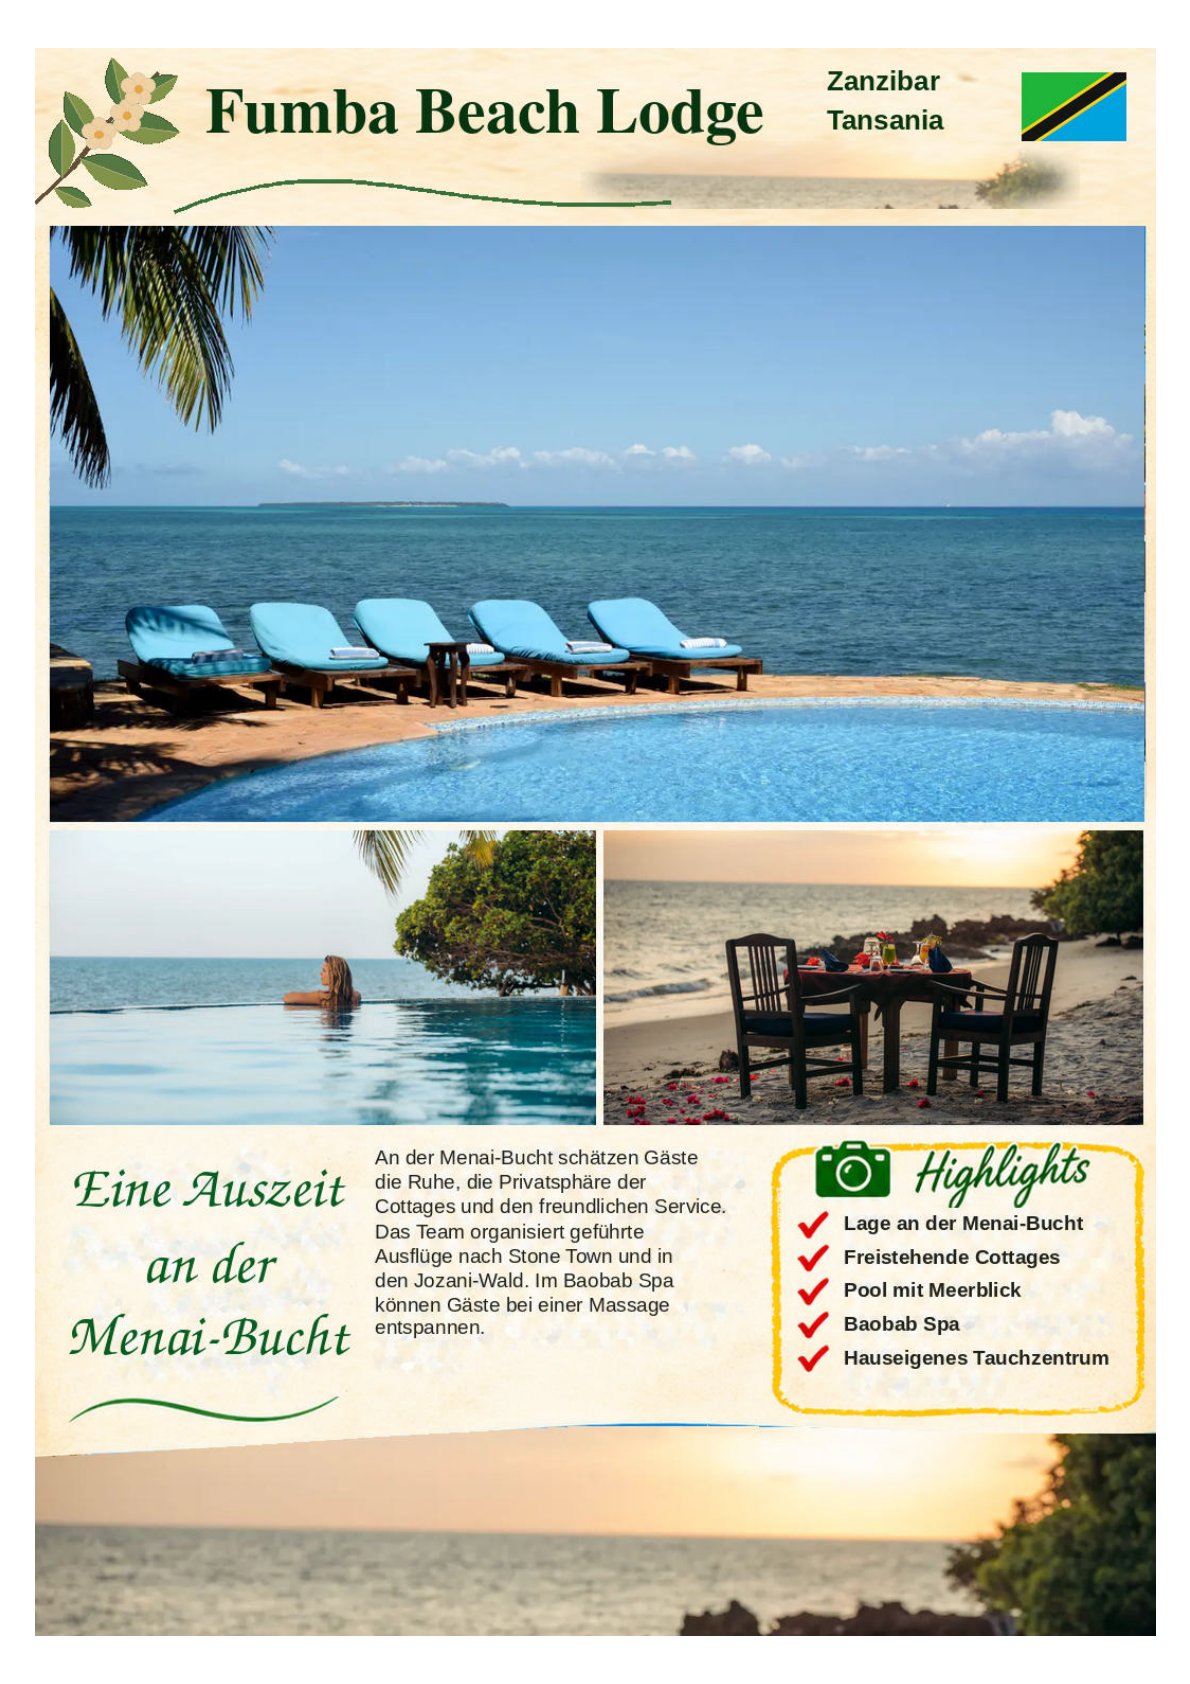 Fumba Beach Lodge
Zanzibar
Tansania
Eine Auszeit
an der
Menai-Bucht
An der Menai-Bucht schätzen Gäste
die Ruhe, die Privatsphäre der
Cottages und den freundlichen Service.
Das Team organisiert geführte
Ausflüge nach Stone Town und in
den Jozani-Wald. Im Baobab Spa
können Gäste bei einer Massage
entspannen.
Highlights
Lage an der Menai-Bucht
Freistehende Cottages
Pool mit Meerblick
Baobab Spa
Hauseigenes Tauchzentrum